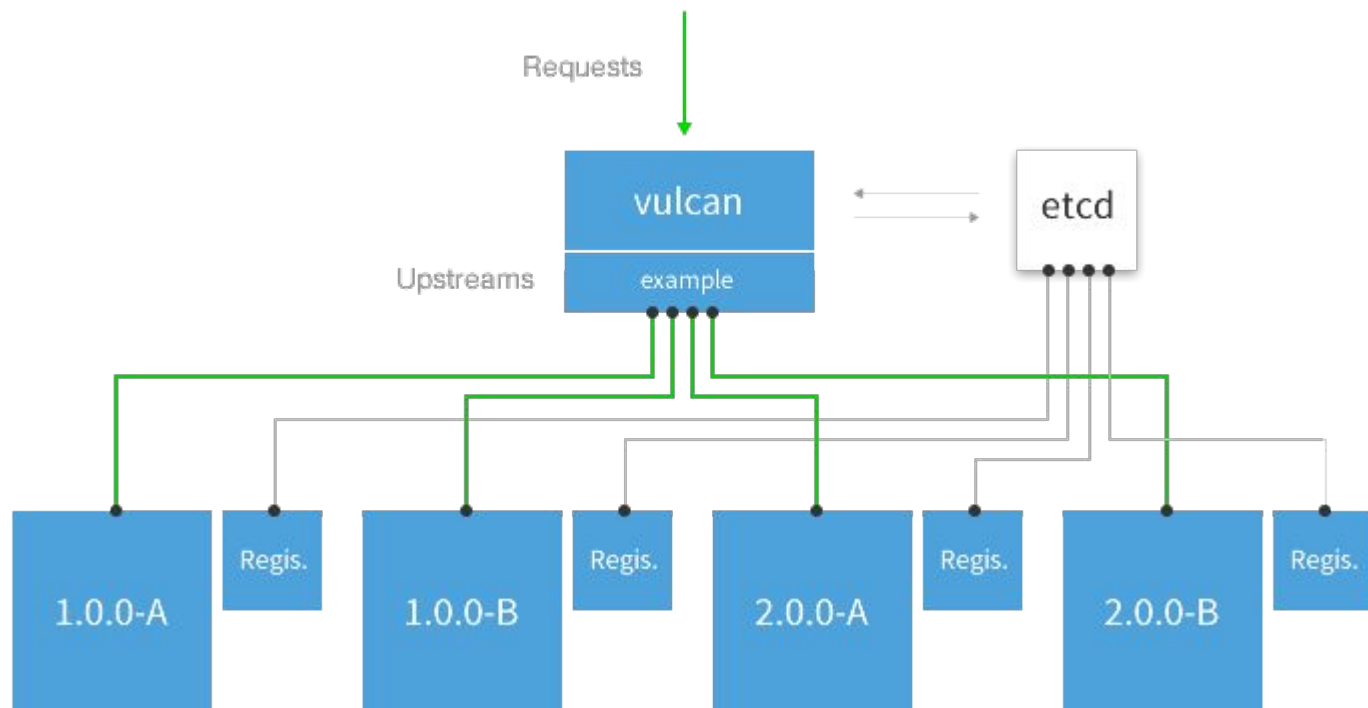 Requests
vulcan
etcd
Upstreams
example
1.0.0-A
Regis.
1.0.0-B
Regis.
2.0.0-A
Regis.
2.0.0-B
Regis.